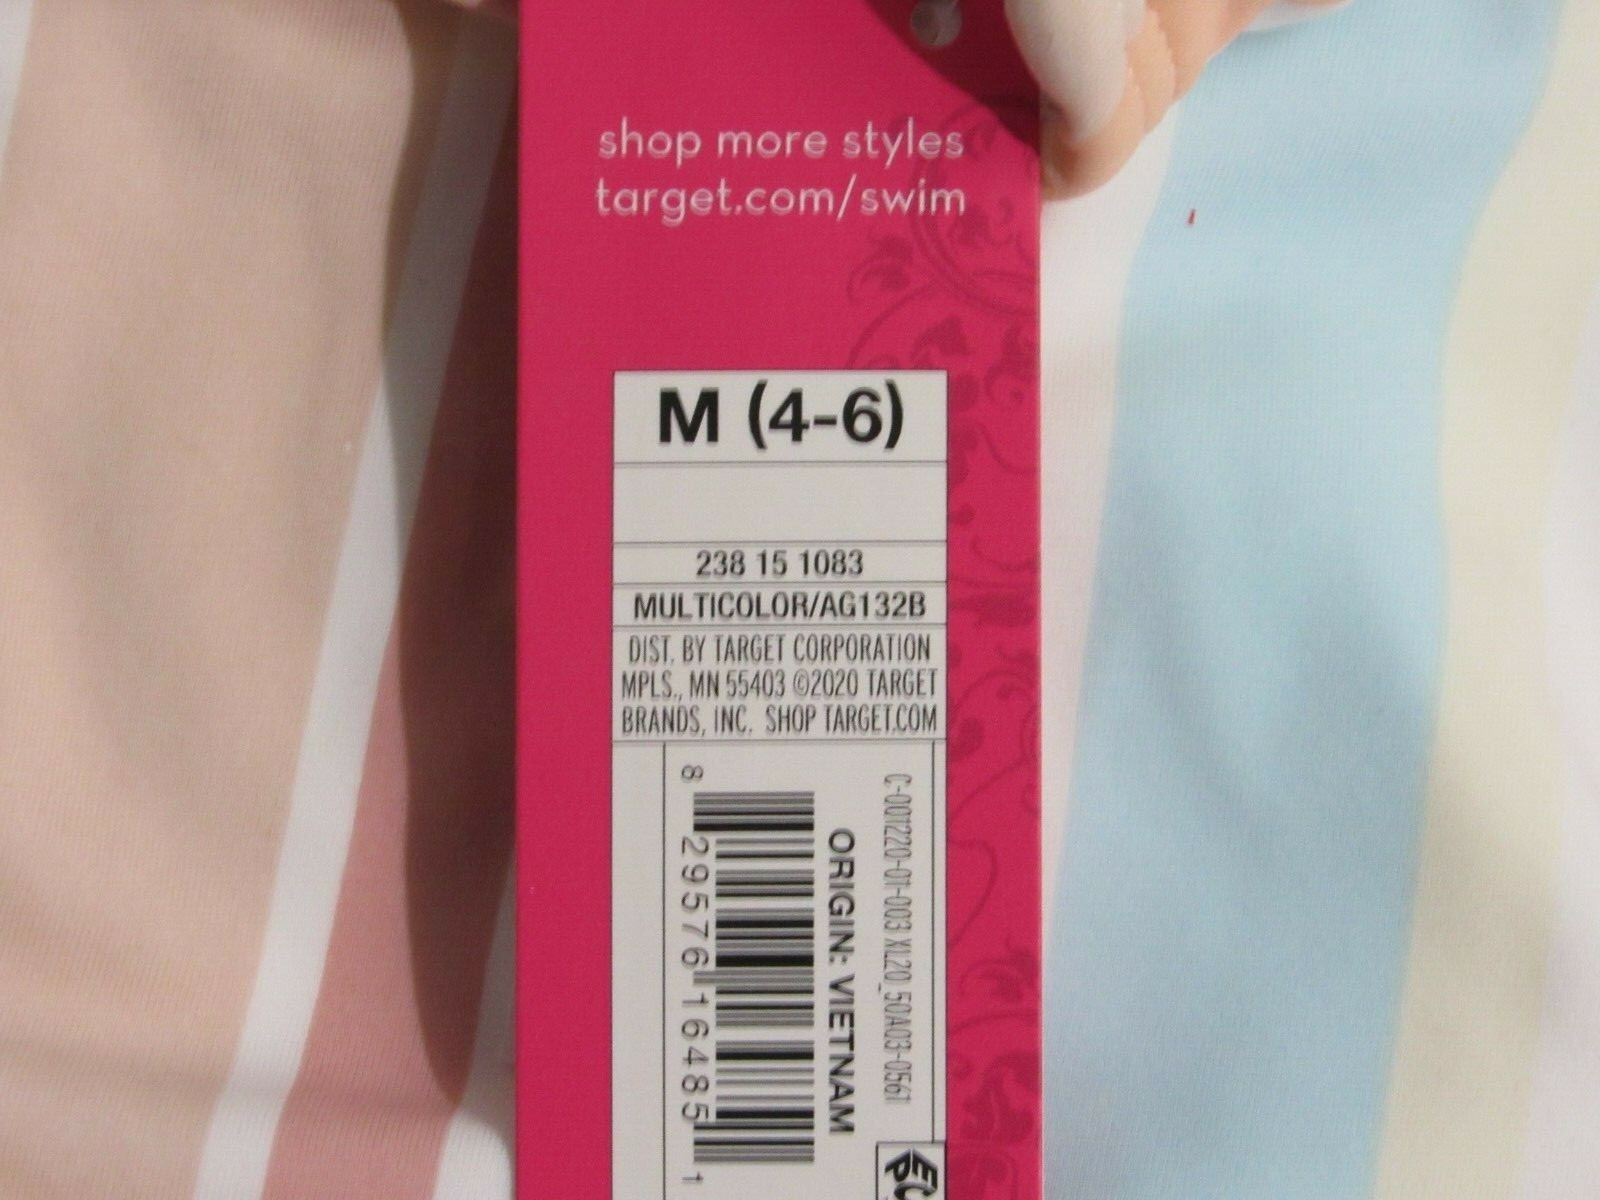 shop more styles
target.com/swim
M (4-6)
238 15 1083
MULTICOLOR/AG132B
DIST. BY TARGET CORPORATION
MPLS., MN 55403 ©2020 TARGET
BRANDS, INC. SHOP TARGET.COM
C-001220-01-003 XL20_50A03-0561
ORIGIN: VIETNAM
8 29576 16485 1